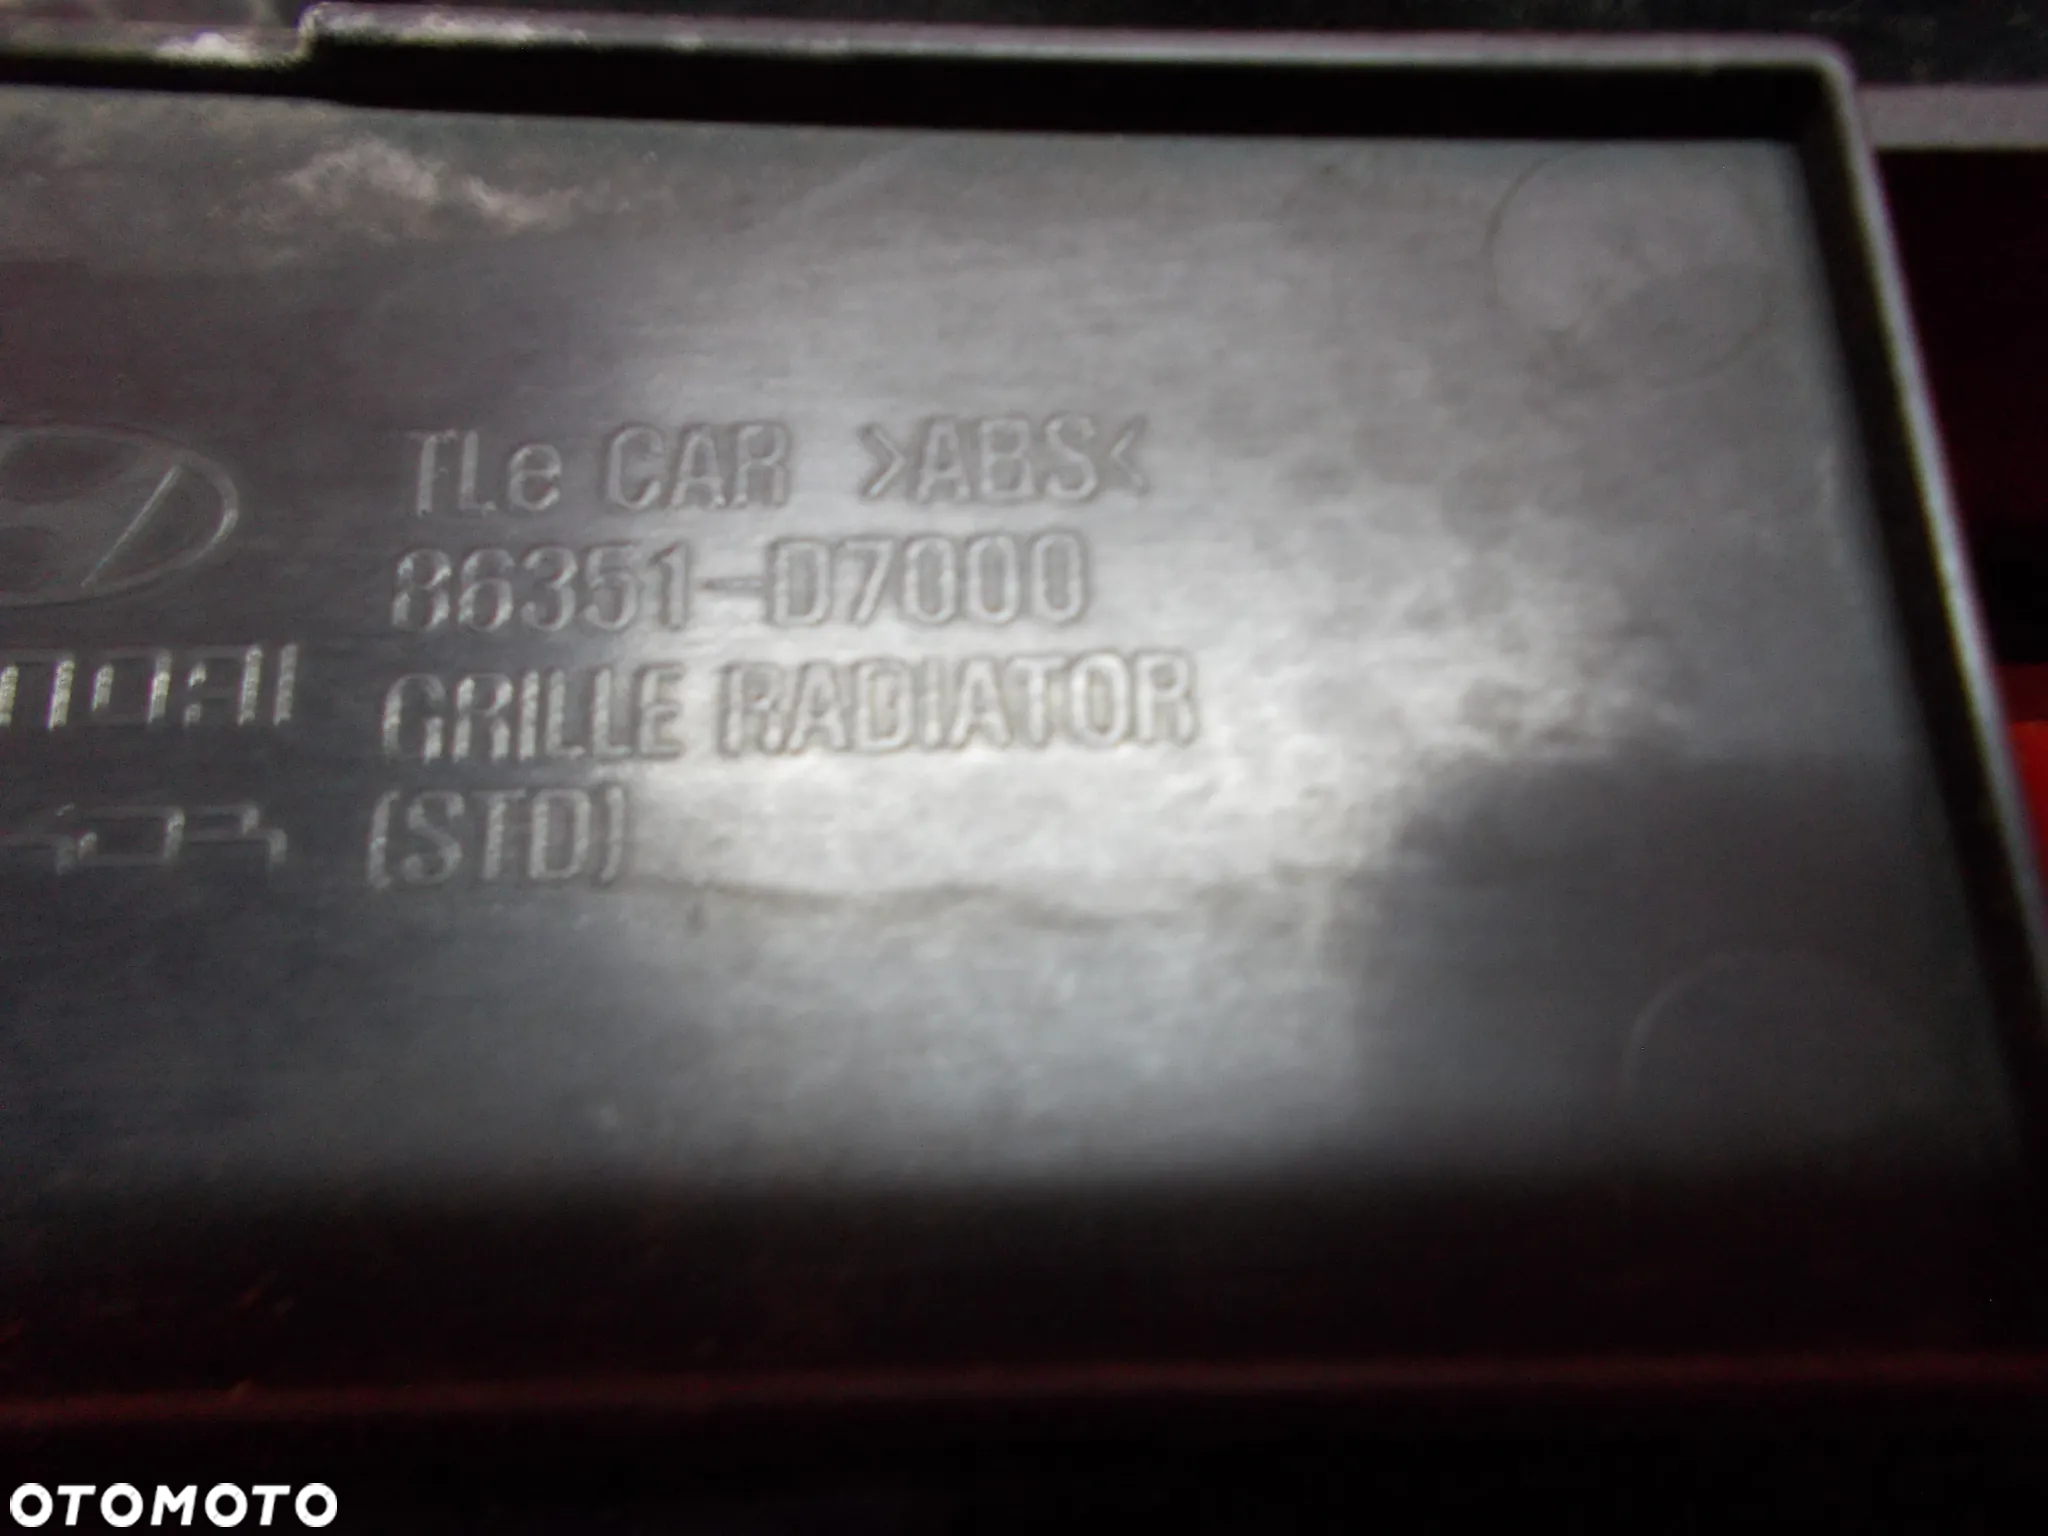 TLe CAR >ABS<
86351-D7000
GRILLE RADIATOR
(STD)
OTOMOTO